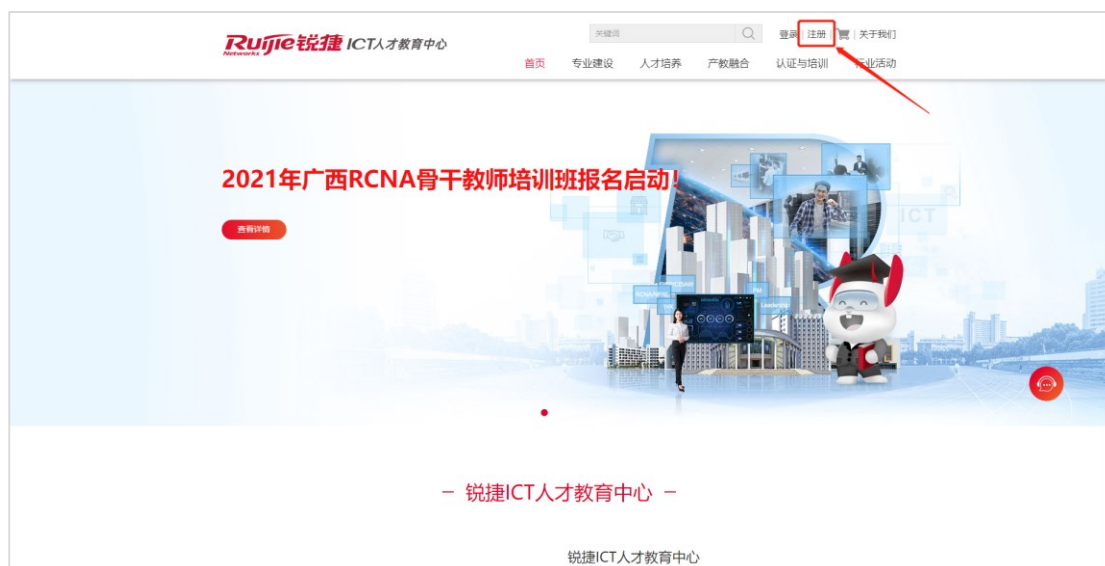 Ruijie锐捷 ICT人才教育中心
Networks
关键词
登录 | 注册 | | 关于我们
首页 专业建设 人才培养 产教融合 认证与培训 行业活动
2021年广西RCNA骨干教师培训班报名启动!
查看详情
ICT
PM
Leadership
— 锐捷ICT人才教育中心 —
锐捷ICT人才教育中心